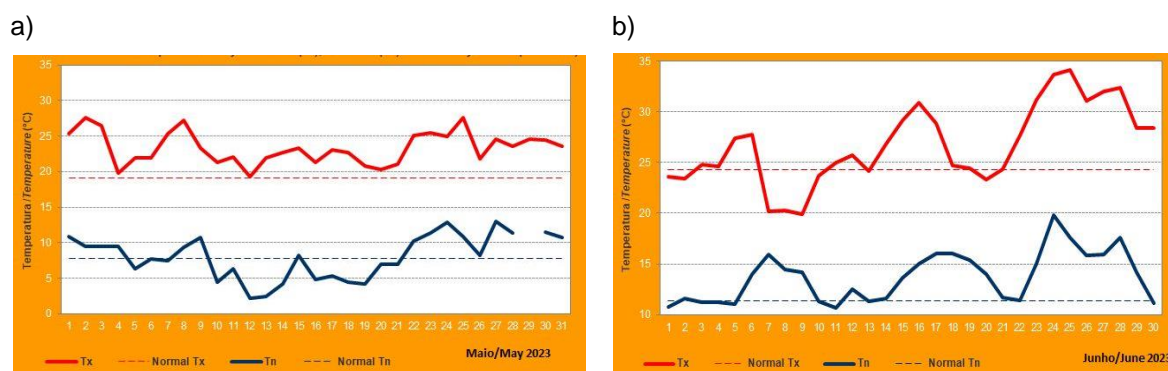 a)
b)
35
30
25
20
15
10
5
0
Temperatura /Temperature (°C)
1 2 3 4 5 6 7 8 9 10 11 12 13 14 15 16 17 18 19 20 21 22 23 24 25 26 27 28 29 30 31
Tx Normal Tx Tn Normal Tn
Maio/May 2023
35
30
25
20
15
10
Temperatura /Temperature (°C)
1 2 3 4 5 6 7 8 9 10 11 12 13 14 15 16 17 18 19 20 21 22 23 24 25 26 27 28 29 30
Tx Normal Tx Tn Normal Tn
Junho/June 2023